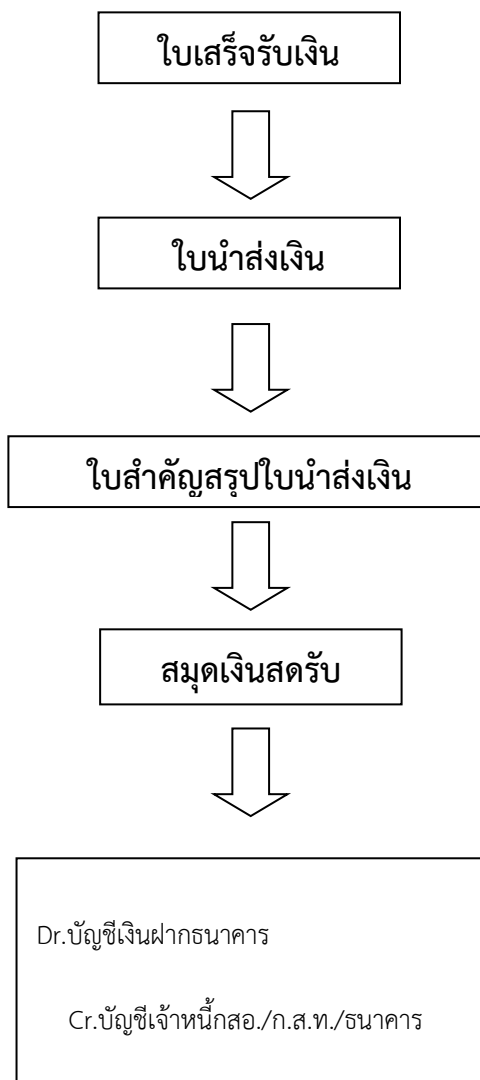 ใบเสร็จรับเงิน
ใบนำส่งเงิน
ใบสำคัญสรุปใบนำส่งเงิน
สมุดเงินสดรับ
Dr.บัญชีเงินฝากธนาคาร
Cr.บัญชีเจ้าหนี้กสอ./ก.ส.ท./ธนาคาร